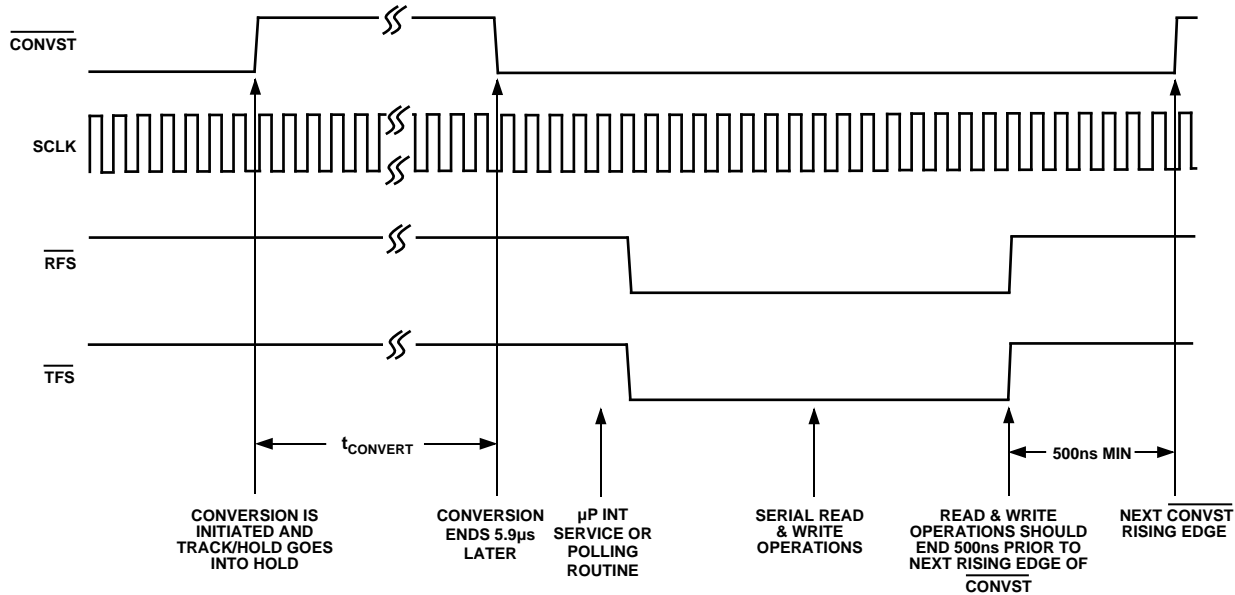 CONVST
SCLK
RFS
TFS
tCONVERT
500ns MIN
CONVERSION IS
INITIATED AND
TRACK/HOLD GOES
INTO HOLD
CONVERSION
ENDS 5.9µs
LATER
µP INT
SERVICE OR
POLLING
ROUTINE
SERIAL READ
& WRITE
OPERATIONS
READ & WRITE
OPERATIONS SHOULD
END 500ns PRIOR TO
NEXT RISING EDGE OF
CONVST
NEXT CONVST
RISING EDGE